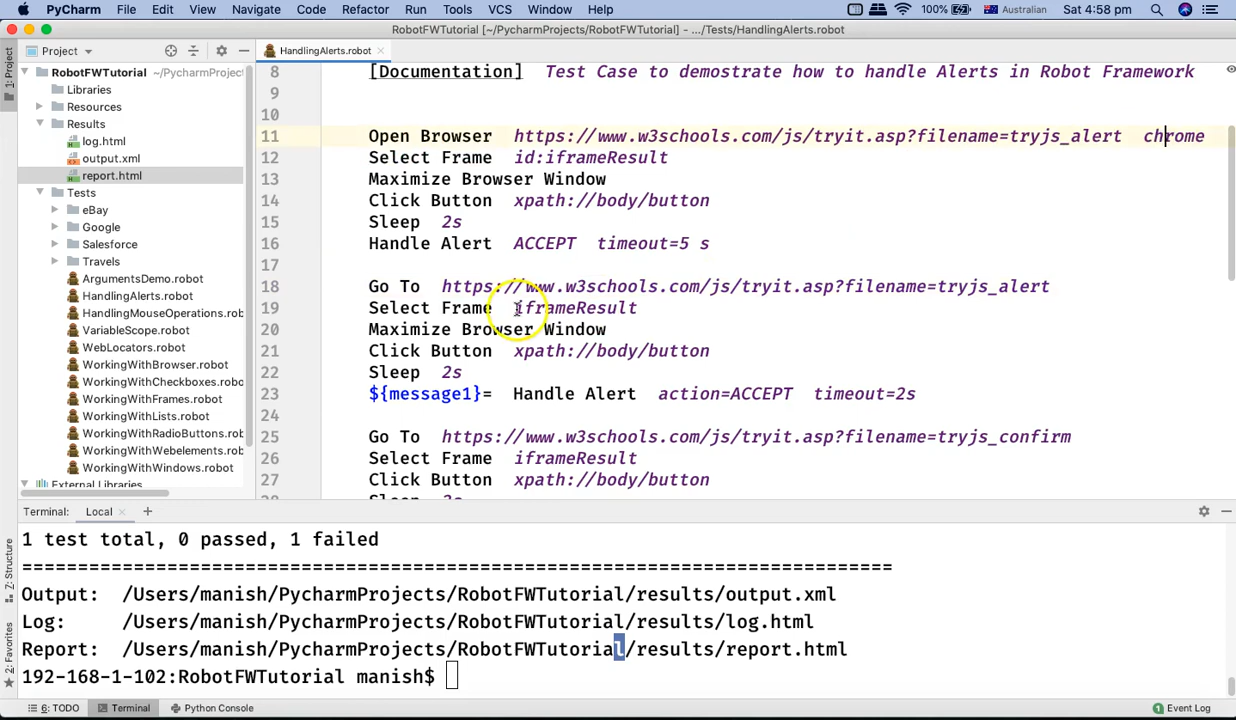 PyCharm File Edit View Navigate Code Refactor Run Tools VCS Window Help 100% Australian Sat 4:58 pm
RobotFWTutorial [~/PycharmProjects/RobotFWTutorial] - .../Tests/HandlingAlerts.robot
1: Project
Project
HandlingAlerts.robot
RobotFWTutorial ~/PycharmProjec
Libraries
Resources
Results
log.html
output.xml
report.html
Tests
eBay
Google
Salesforce
Travels
ArgumentsDemo.robot
HandlingAlerts.robot
HandlingMouseOperations.rob
VariableScope.robot
WebLocators.robot
WorkingWithBrowser.robot
WorkingWithCheckboxes.robo
WorkingWithFrames.robot
WorkingWithLists.robot
WorkingWithRadioButtons.rob
WorkingWithWebelements.rob
WorkingWithWindows.robot
External Libraries
8 [Documentation] Test Case to demostrate how to handle Alerts in Robot Framework
9
10
11 Open Browser https://www.w3schools.com/js/tryit.asp?filename=tryjs_alert chrome
12 Select Frame id:iframeResult
13 Maximize Browser Window
14 Click Button xpath://body/button
15 Sleep 2s
16 Handle Alert ACCEPT timeout=5 s
17
18 Go To https://www.w3schools.com/js/tryit.asp?filename=tryjs_alert
19 Select Frame iframeResult
20 Maximize Browser Window
21 Click Button xpath://body/button
22 Sleep 2s
23 ${message1}= Handle Alert action=ACCEPT timeout=2s
24
25 Go To https://www.w3schools.com/js/tryit.asp?filename=tryjs_confirm
26 Select Frame iframeResult
27 Click Button xpath://body/button
28 Sleep 2s
Terminal: Local
1 test total, 0 passed, 1 failed
==============================================================================
Output: /Users/manish/PycharmProjects/RobotFWTutorial/results/output.xml
Log: /Users/manish/PycharmProjects/RobotFWTutorial/results/log.html
Report: /Users/manish/PycharmProjects/RobotFWTutorial/results/report.html
192-168-1-102:RobotFWTutorial manish$
Z: Structure
2: Favorites
6: TODO Terminal Python Console 1 Event Log